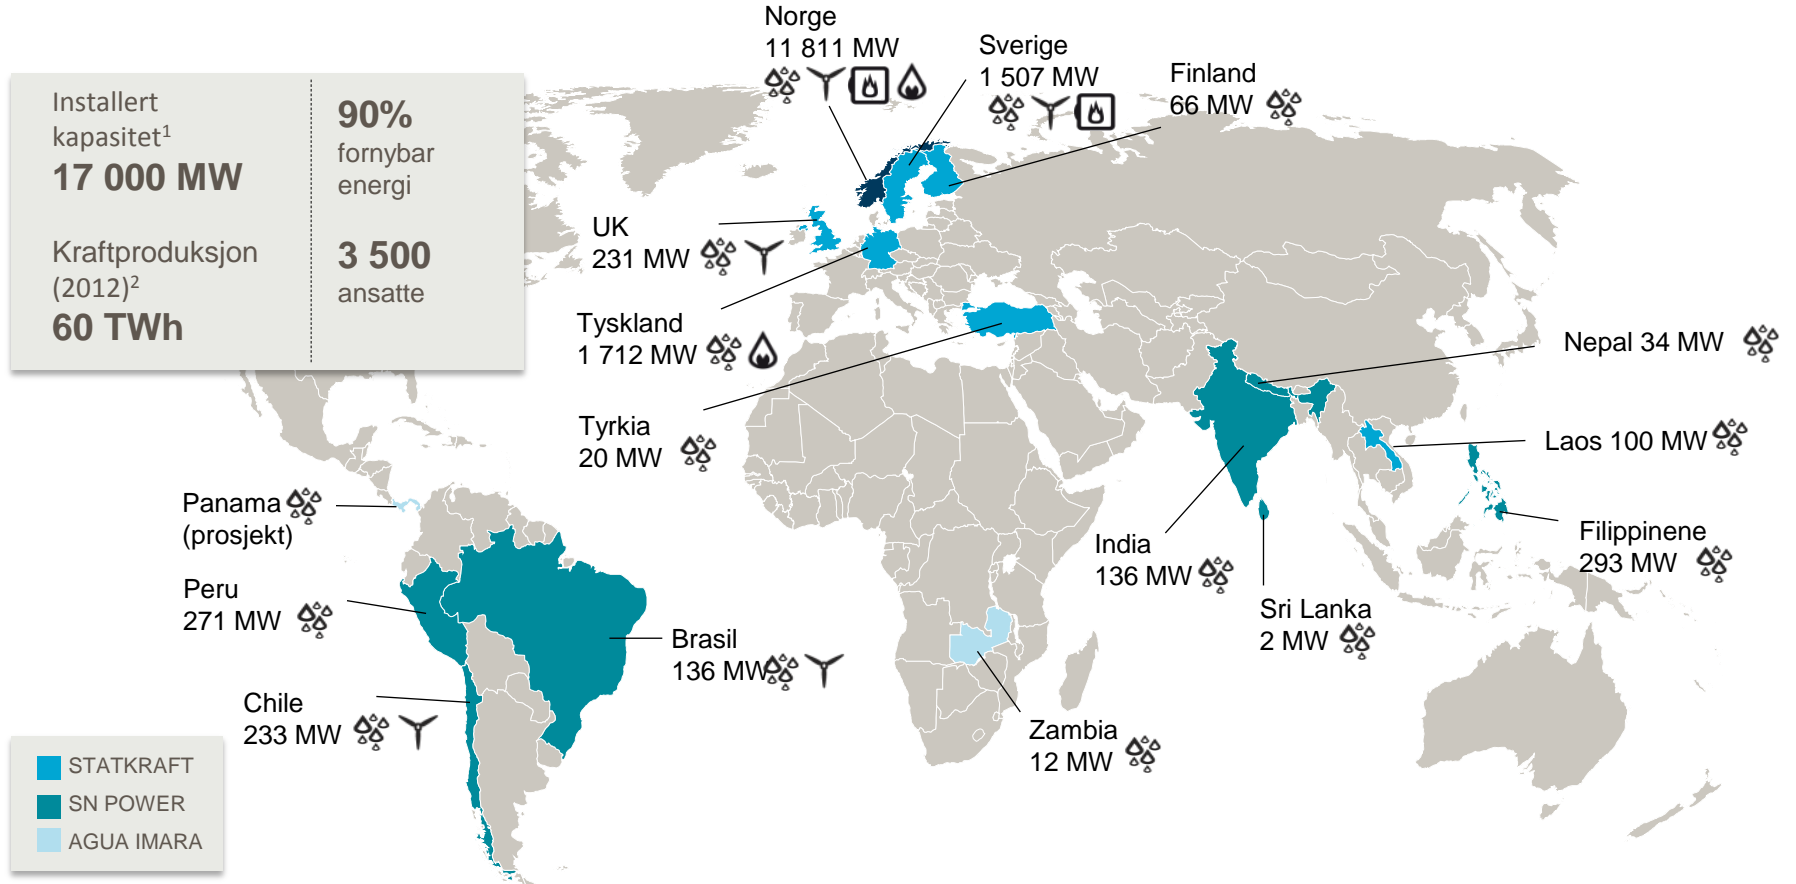 Norge
11 811 MW
Sverige
1 507 MW
Finland
66 MW
Installert
kapasitet¹
17 000 MW
90%
fornybar
energi
Kraftproduksjon
(2012)²
60 TWh
3 500
ansatte
UK
231 MW
Tyskland
1 712 MW
Tyrkia
20 MW
Nepal 34 MW
Laos 100 MW
Filippinene
293 MW
India
136 MW
Sri Lanka
2 MW
Panama
(prosjekt)
Peru
271 MW
Brasil
136 MW
Chile
233 MW
Zambia
12 MW
STATKRAFT
SN POWER
AGUA IMARA